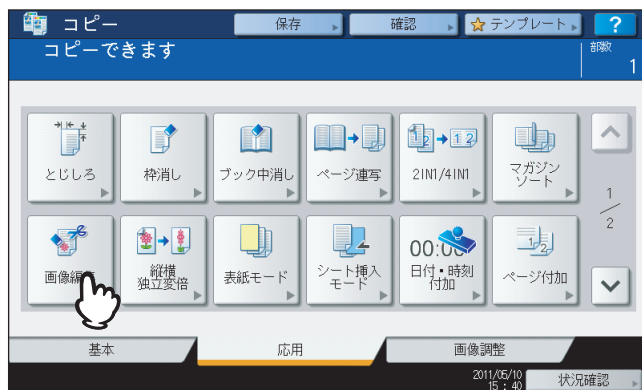 コピー
保存
確認
テンプレート
?
コピーできます
部数
1
とじしろ
枠消し
ブック中消し
ページ連写
2IN1/4IN1
マガジン
ソート
1
2
画像編
縦横
独立変倍
表紙モード
シート挿入
モード
00:00
日付・時刻
付加
ページ付加
基本
応用
画像調整
2011/05/10
15:40
状況確認